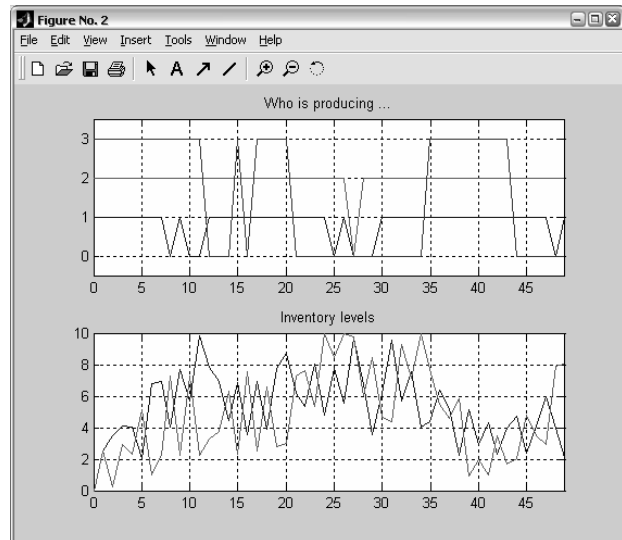 Figure No. 2
File Edit View Insert Tools Window Help
A
Who is producing ...
3
2
1
0
0 5 10 15 20 25 30 35 40 45
Inventory levels
10
8
6
4
2
0
0 5 10 15 20 25 30 35 40 45